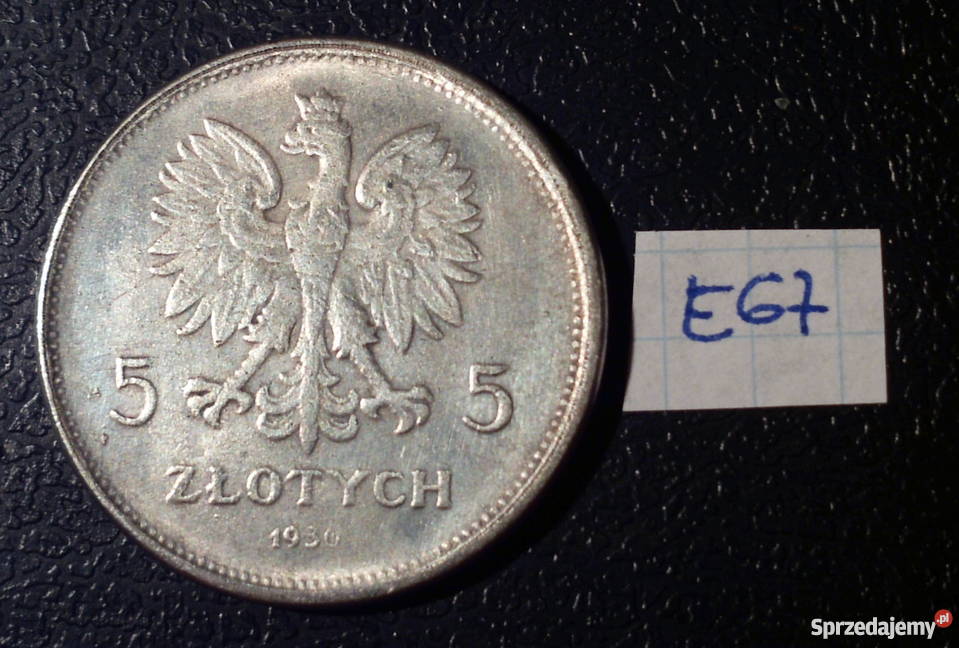 5 5
ZŁOTYCH
1930
E67
Sprzedajemy.pl